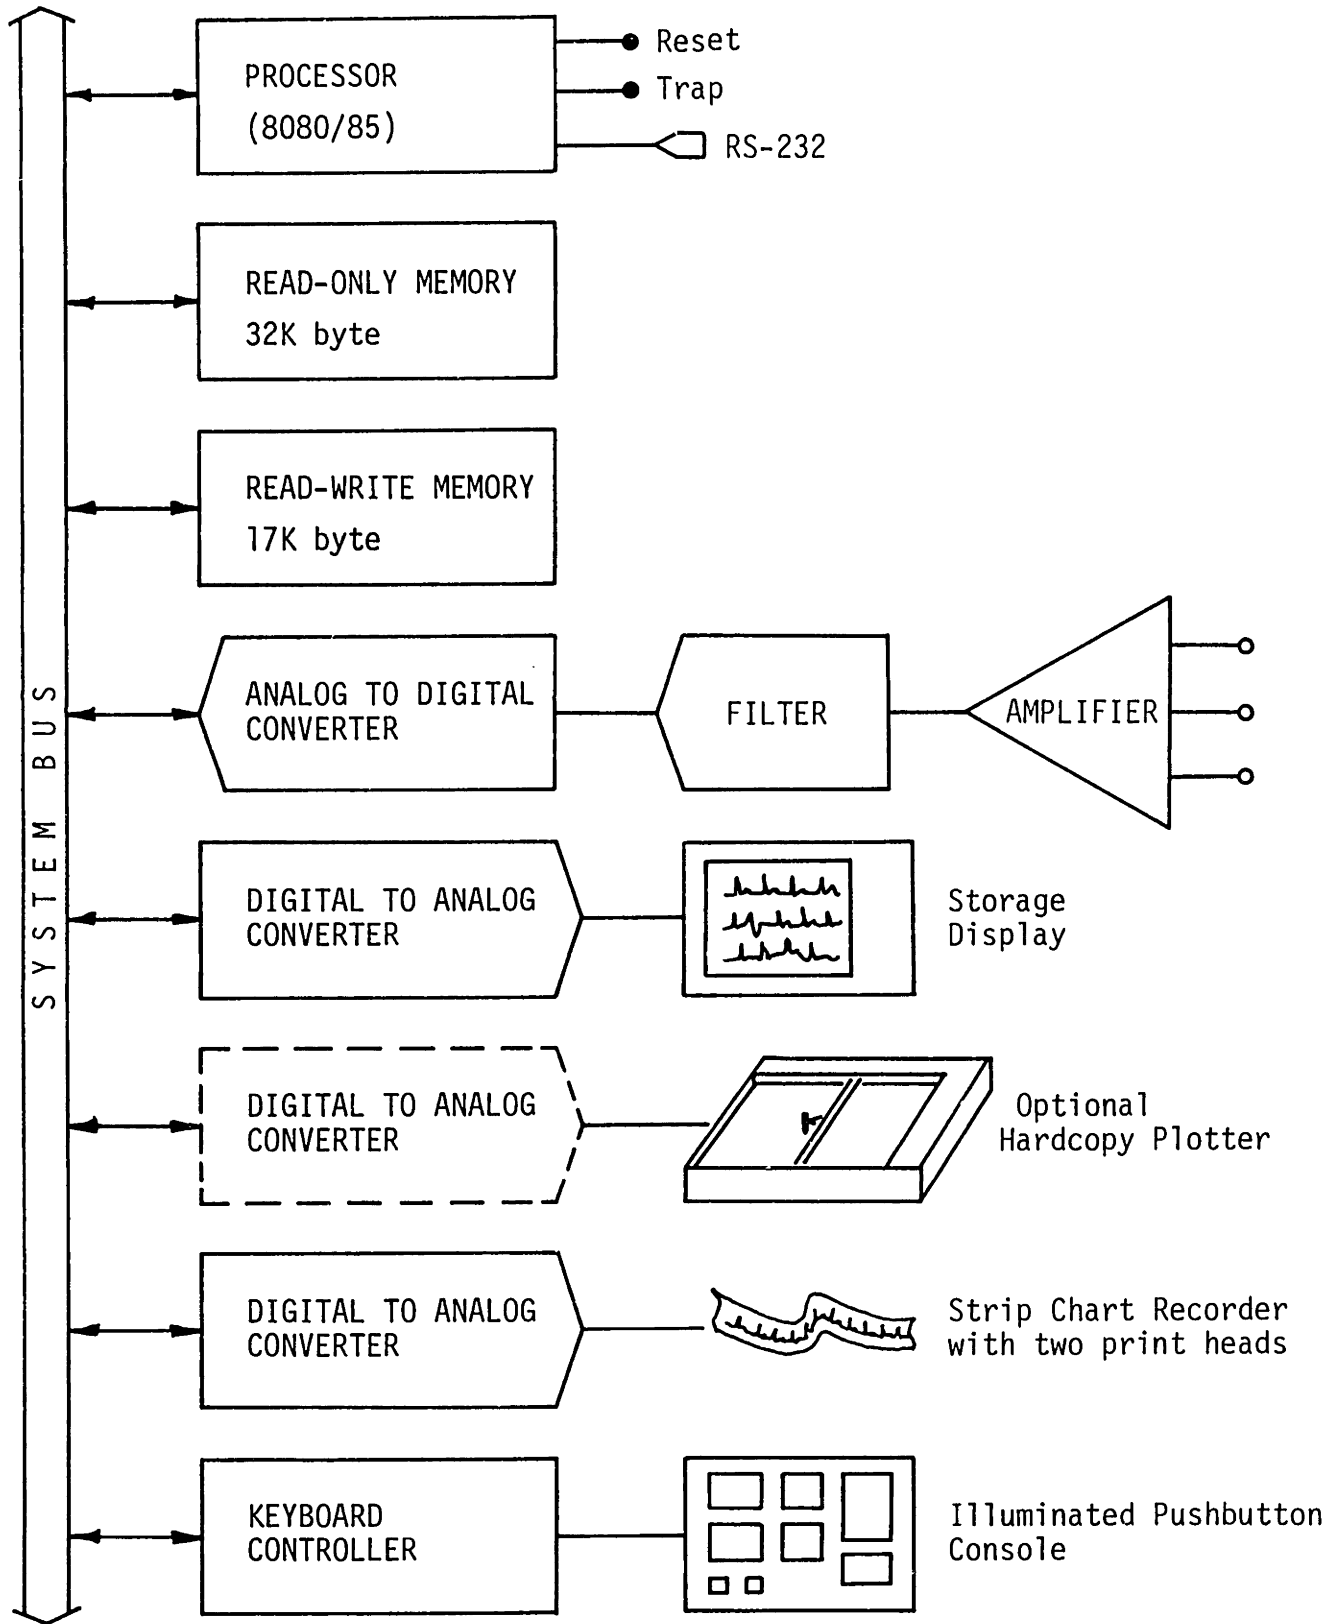 PROCESSOR
(8080/85)
Reset
Trap
RS-232
READ-ONLY MEMORY
32K byte
READ-WRITE MEMORY
17K byte
SYSTEM BUS
ANALOG TO DIGITAL
CONVERTER
FILTER
AMPLIFIER
DIGITAL TO ANALOG
CONVERTER
Storage
Display
DIGITAL TO ANALOG
CONVERTER
Optional
Hardcopy Plotter
DIGITAL TO ANALOG
CONVERTER
Strip Chart Recorder
with two print heads
KEYBOARD
CONTROLLER
Illuminated Pushbutton
Console